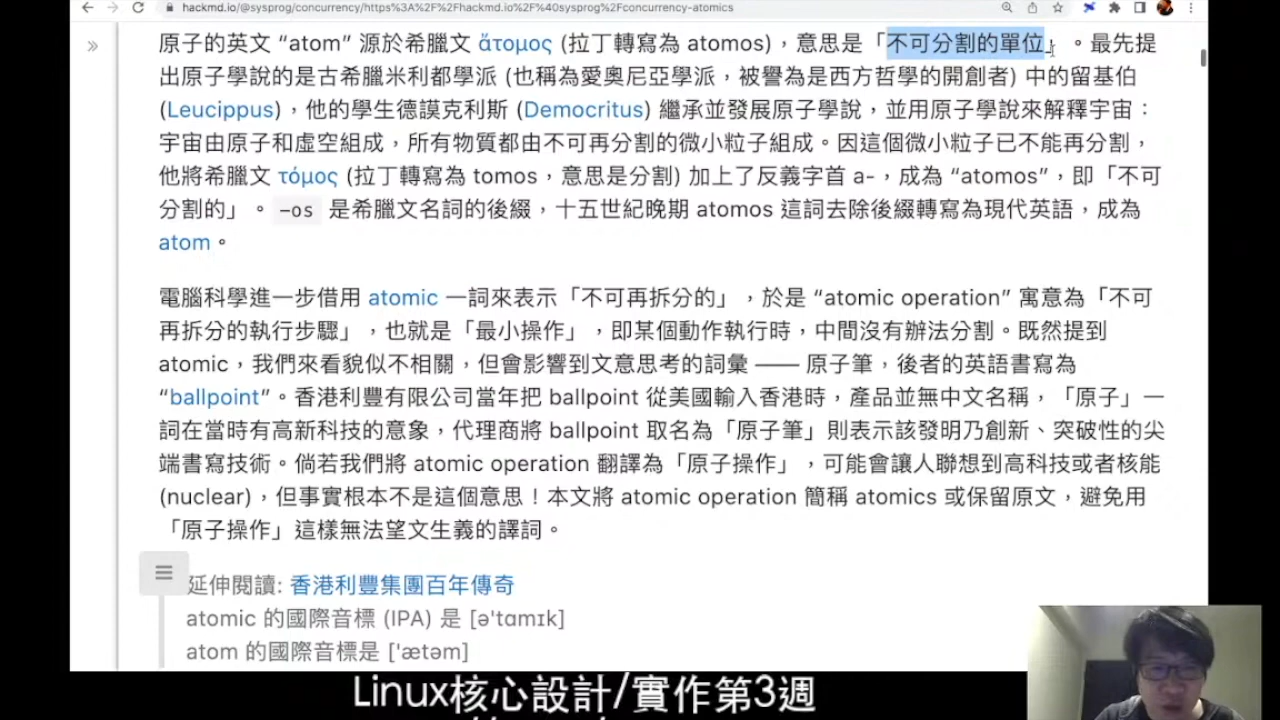 hackmd.io/@sysprog/concurrency/https%3A%2F%2Fhackmd.io%2F%40sysprog%2Fconcurrency-atomics
原子的英文 “atom” 源於希臘文 ἄτομος (拉丁轉寫為 atomos)，意思是「不可分割的單位」。最先提
出原子學說的是古希臘米利都學派 (也稱為愛奧尼亞學派，被譽為是西方哲學的開創者) 中的留基伯
(Leucippus)，他的學生德謨克利斯 (Democritus) 繼承並發展原子學說，並用原子學說來解釋宇宙：
宇宙由原子和虛空組成，所有物質都由不可再分割的微小粒子組成。因這個微小粒子已不能再分割，
他將希臘文 τόμος (拉丁轉寫為 tomos，意思是分割) 加上了反義字首 a-，成為 “atomos”，即「不可
分割的」。 -os 是希臘文名詞的後綴，十五世紀晚期 atomos 這詞去除後綴轉寫為現代英語，成為
atom。
電腦科學進一步借用 atomic 一詞來表示「不可再拆分的」，於是 “atomic operation” 寓意為「不可
再拆分的執行步驟」，也就是「最小操作」，即某個動作執行時，中間沒有辦法分割。既然提到
atomic，我們來看貌似不相關，但會影響到文意思考的詞彙 —— 原子筆，後者的英語書寫為
“ballpoint”。香港利豐有限公司當年把 ballpoint 從美國輸入香港時，產品並無中文名稱，「原子」一
詞在當時有高新科技的意象，代理商將 ballpoint 取名為「原子筆」則表示該發明乃創新、突破性的尖
端書寫技術。倘若我們將 atomic operation 翻譯為「原子操作」，可能會讓人聯想到高科技或者核能
(nuclear)，但事實根本不是這個意思！本文將 atomic operation 簡稱 atomics 或保留原文，避免用
「原子操作」這樣無法望文生義的譯詞。
延伸閱讀: 香港利豐集團百年傳奇
atomic 的國際音標 (IPA) 是 [ə'tɑmɪk]
atom 的國際音標是 ['ætəm]
Linux核心設計/實作第3週